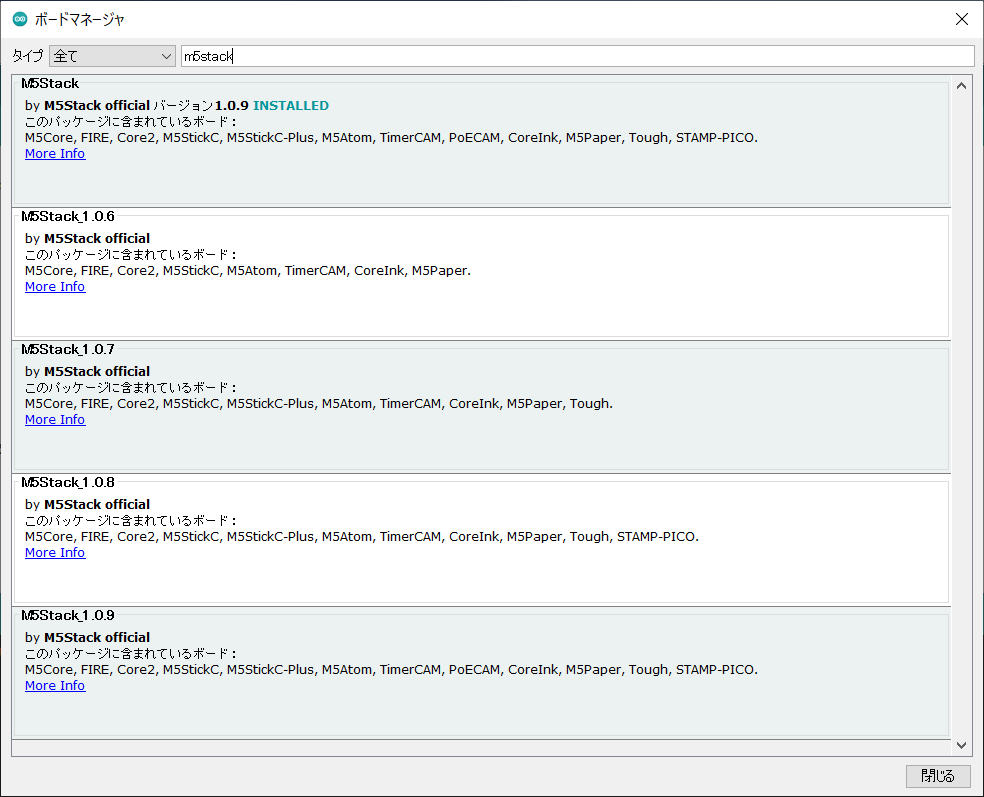 ボードマネージャ
タイプ 全て m5stack
M5Stack
by M5Stack official バージョン1.0.9 INSTALLED
このパッケージに含まれているボード：
M5Core, FIRE, Core2, M5StickC, M5StickC-Plus, M5Atom, TimerCAM, PoECAM, CoreInk, M5Paper, Tough, STAMP-PICO.
More Info
M5Stack_1.0.6
by M5Stack official
このパッケージに含まれているボード：
M5Core, FIRE, Core2, M5StickC, M5Atom, TimerCAM, CoreInk, M5Paper.
More Info
M5Stack_1.0.7
by M5Stack official
このパッケージに含まれているボード：
M5Core, FIRE, Core2, M5StickC, M5StickC-Plus, M5Atom, TimerCAM, CoreInk, M5Paper, Tough.
More Info
M5Stack_1.0.8
by M5Stack official
このパッケージに含まれているボード：
M5Core, FIRE, Core2, M5StickC, M5StickC-Plus, M5Atom, TimerCAM, CoreInk, M5Paper, Tough, STAMP-PICO.
More Info
M5Stack_1.0.9
by M5Stack official
このパッケージに含まれているボード：
M5Core, FIRE, Core2, M5StickC, M5StickC-Plus, M5Atom, TimerCAM, PoECAM, CoreInk, M5Paper, Tough, STAMP-PICO.
More Info
閉じる